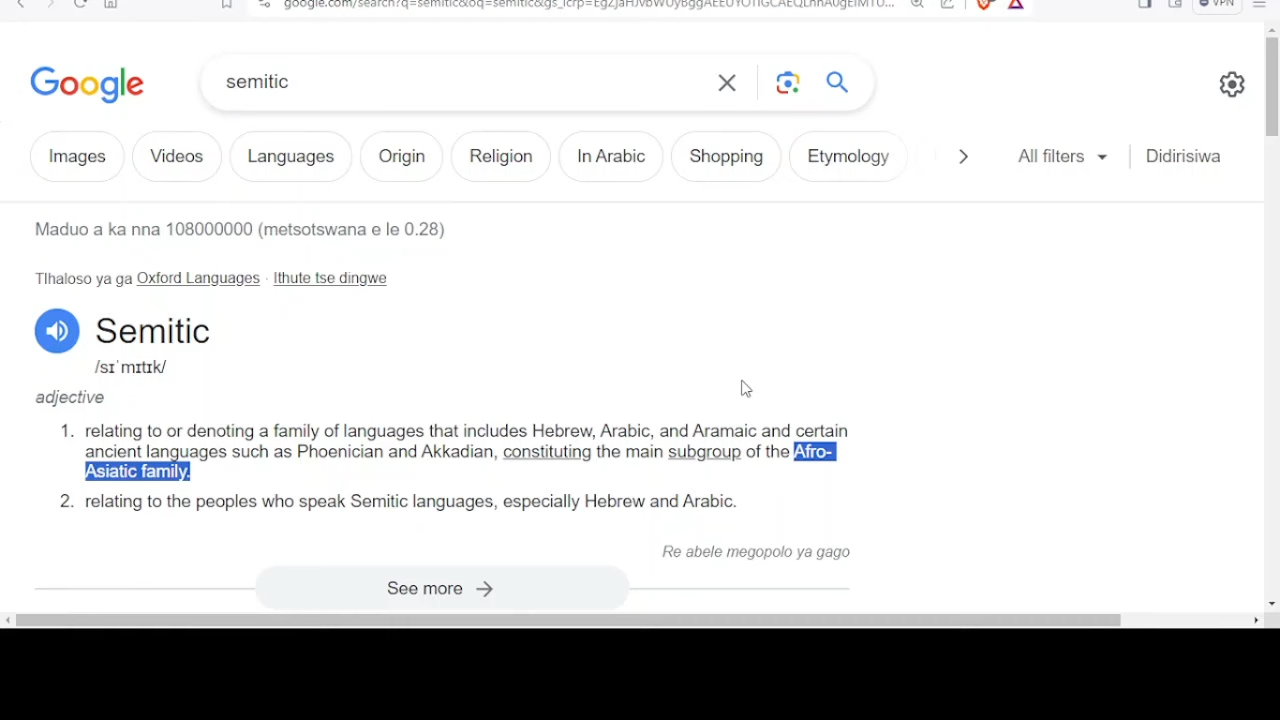 Google
semitic
Images Videos Languages Origin Religion In Arabic Shopping Etymology All filters Didirisiwa
Maduo a ka nna 108000000 (metsotswana e le 0.28)
Tlhaloso ya ga Oxford Languages · Ithute tse dingwe
Semitic
/sɪˈmɪtɪk/
adjective
1. relating to or denoting a family of languages that includes Hebrew, Arabic, and Aramaic and certain
ancient languages such as Phoenician and Akkadian, constituting the main subgroup of the Afro-
Asiatic family.
2. relating to the peoples who speak Semitic languages, especially Hebrew and Arabic.
Re abele megopolo ya gago
See more